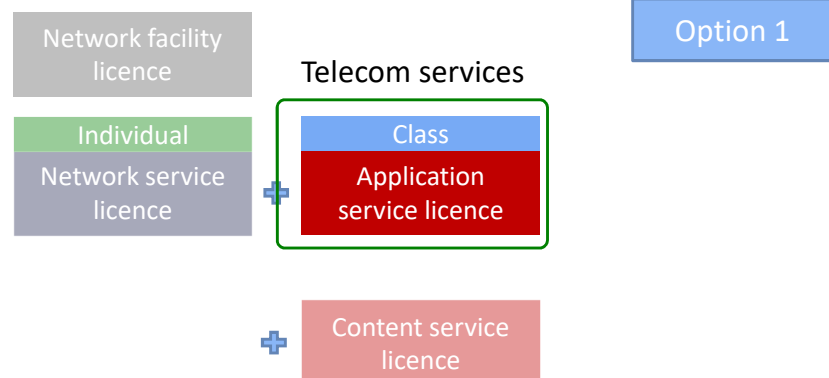 Network facility
licence
Option 1
Telecom services
Individual
Network service
licence
Class
Application
service licence
Content service
licence